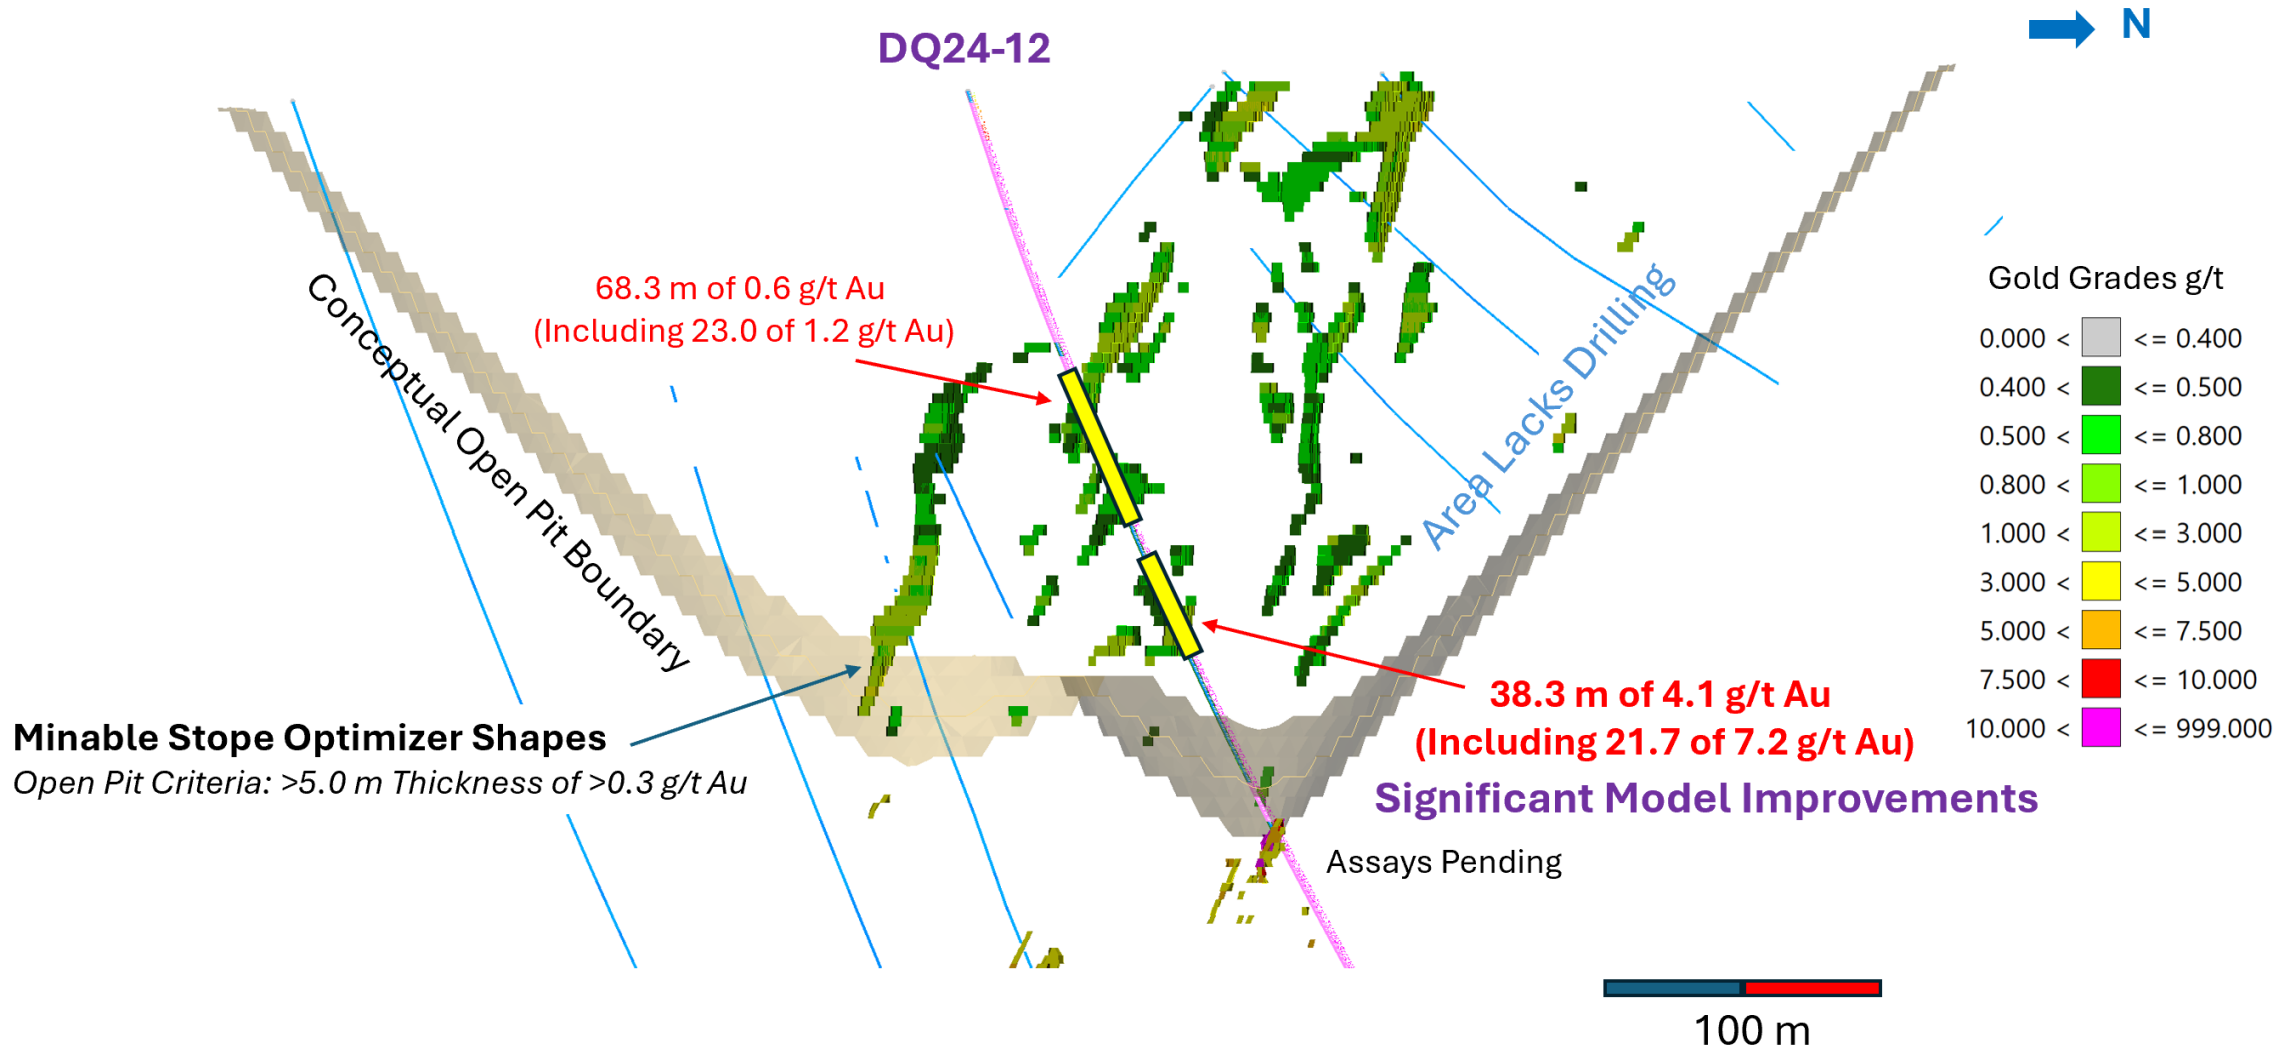 N
DQ24-12
68.3 m of 0.6 g/t Au
(Including 23.0 of 1.2 g/t Au)
Conceptual Open Pit Boundary
Area Lacks Drilling
Gold Grades g/t
0.000 < <= 0.400
0.400 < <= 0.500
0.500 < <= 0.800
0.800 < <= 1.000
1.000 < <= 3.000
3.000 < <= 5.000
5.000 < <= 7.500
7.500 < <= 10.000
10.000 < <= 999.000
Minable Stope Optimizer Shapes
Open Pit Criteria: >5.0 m Thickness of >0.3 g/t Au
38.3 m of 4.1 g/t Au
(Including 21.7 of 7.2 g/t Au)
Significant Model Improvements
Assays Pending
100 m